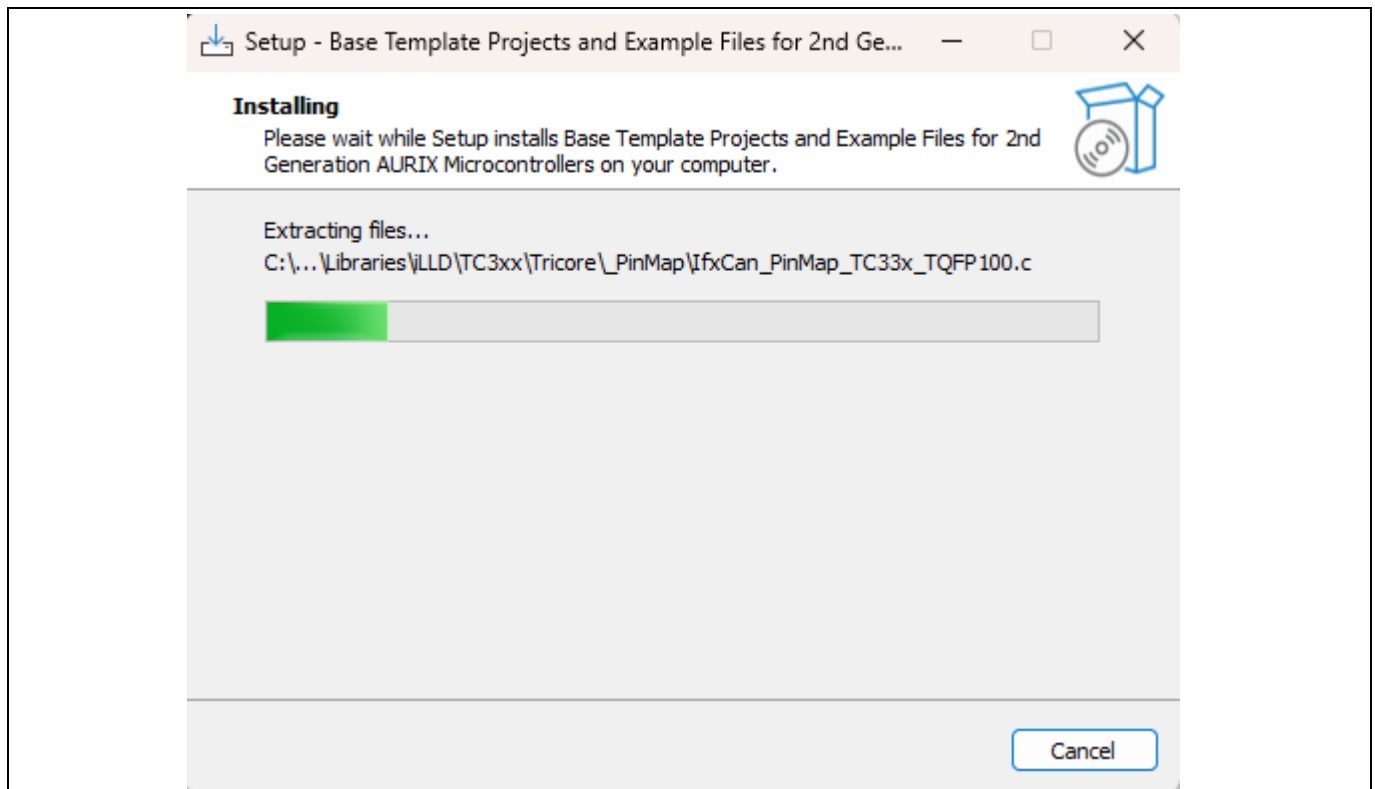 Setup - Base Template Projects and Example Files for 2nd Ge...
Installing
Please wait while Setup installs Base Template Projects and Example Files for 2nd
Generation AURIX Microcontrollers on your computer.
Extracting files...
C:\...\Libraries\iLLD\TC3xx\Tricore\_PinMap\IfxCan_PinMap_TC33x_TQFP100.c
Cancel